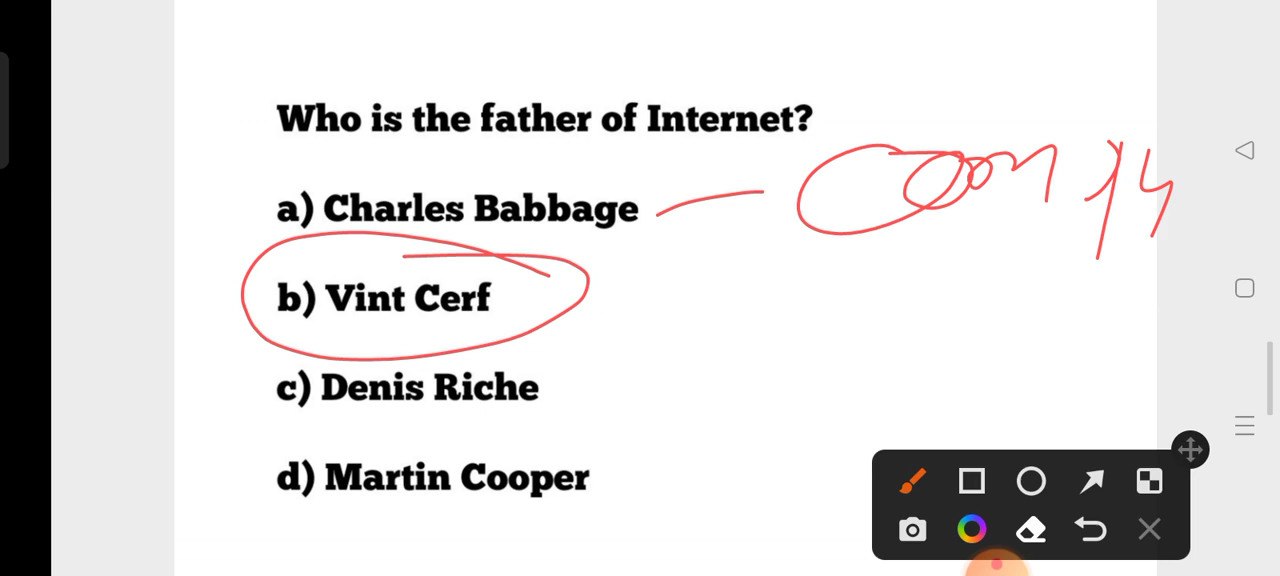 Who is the father of Internet?
a) Charles Babbage
b) Vint Cerf
c) Denis Riche
d) Martin Cooper